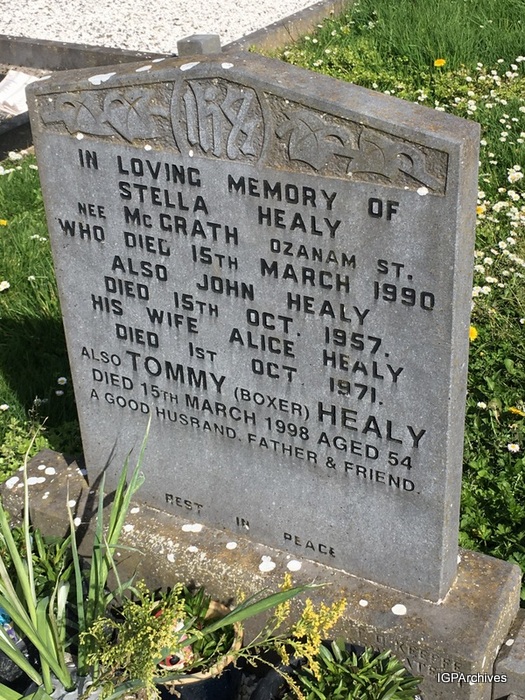 IHS
IN LOVING MEMORY OF
STELLA HEALY
NEE McGRATH OZANAM ST.
WHO DIED 15TH MARCH 1990
ALSO JOHN HEALY
DIED 15TH OCT. 1957.
HIS WIFE ALICE HEALY
DIED 1ST OCT 1971.
ALSO TOMMY (BOXER) HEALY
DIED 15TH MARCH 1998 AGED 54
A GOOD HUSBAND, FATHER & FRIEND.
REST IN PEACE
O'KEEFFE
IGPArchives